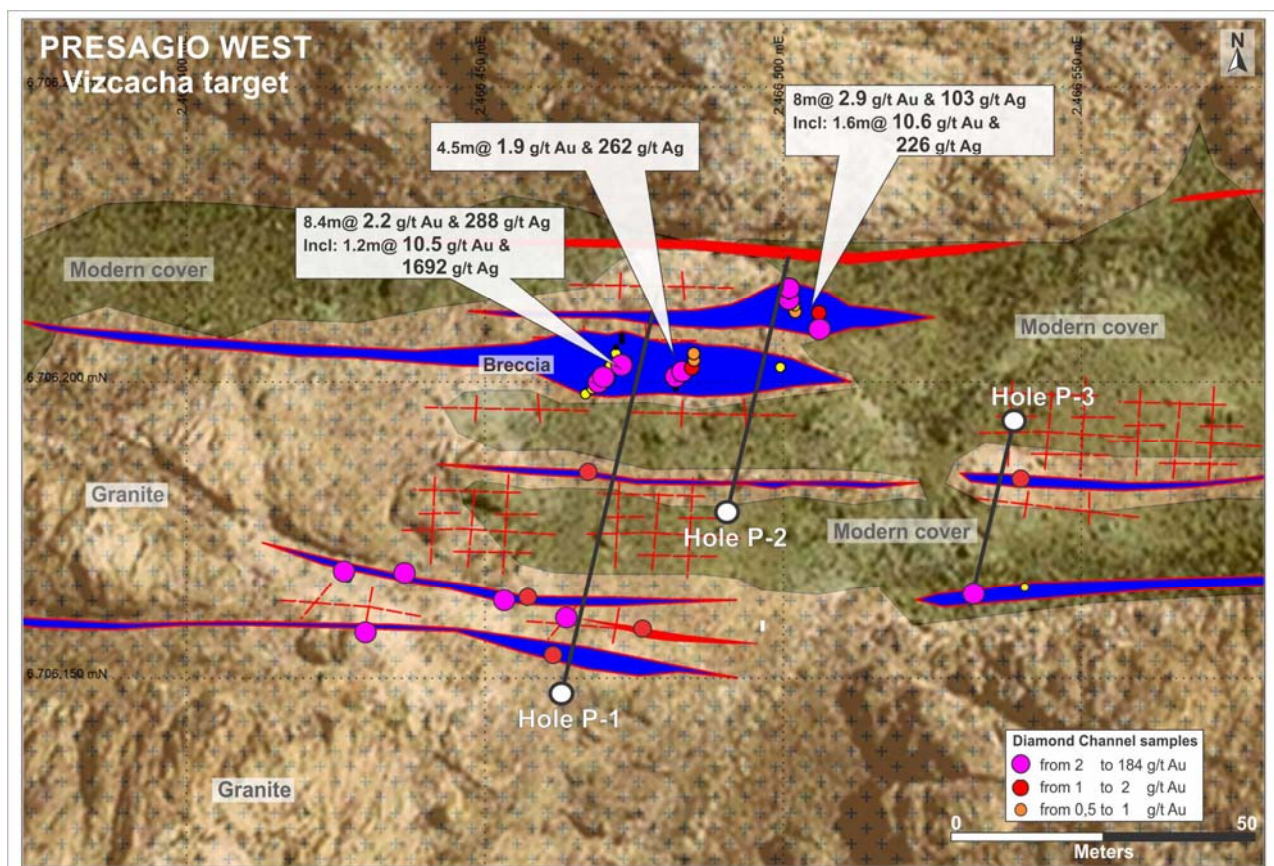 PRESAGIO WEST
Vizcacha target
N
2.466.450 mE
2.466.500 mE
2.466.550 mE
8m@ 2.9 g/t Au & 103 g/t Ag
Incl: 1.6m@ 10.6 g/t Au &
226 g/t Ag
4.5m@ 1.9 g/t Au & 262 g/t Ag
8.4m@ 2.2 g/t Au & 288 g/t Ag
Incl: 1.2m@ 10.5 g/t Au &
1692 g/t Ag
Modern cover
Modern cover
Breccia
6.706.200 mN
Hole P-3
Granite
Hole P-2
Modern cover
6.706.150 mN
Hole P-1
Granite
Diamond Channel samples
from 2 to 184 g/t Au
from 1 to 2 g/t Au
from 0,5 to 1 g/t Au
0 50
Meters